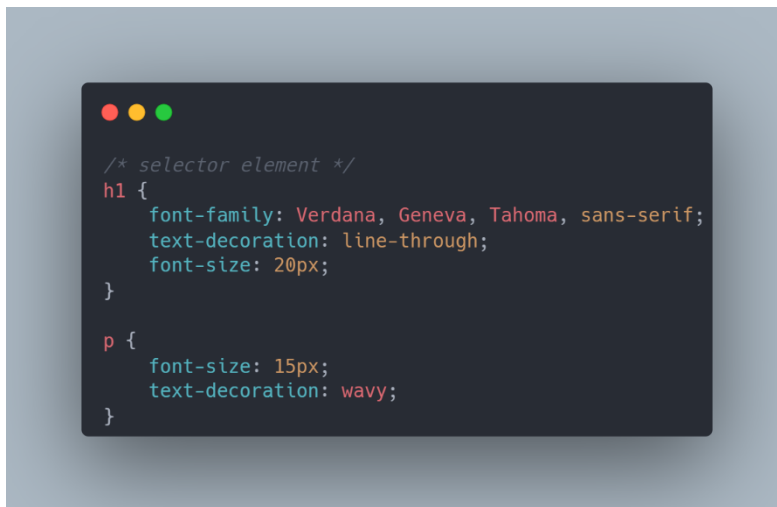 /* selector element */
h1 {
    font-family: Verdana, Geneva, Tahoma, sans-serif;
    text-decoration: line-through;
    font-size: 20px;
}

p {
    font-size: 15px;
    text-decoration: wavy;
}